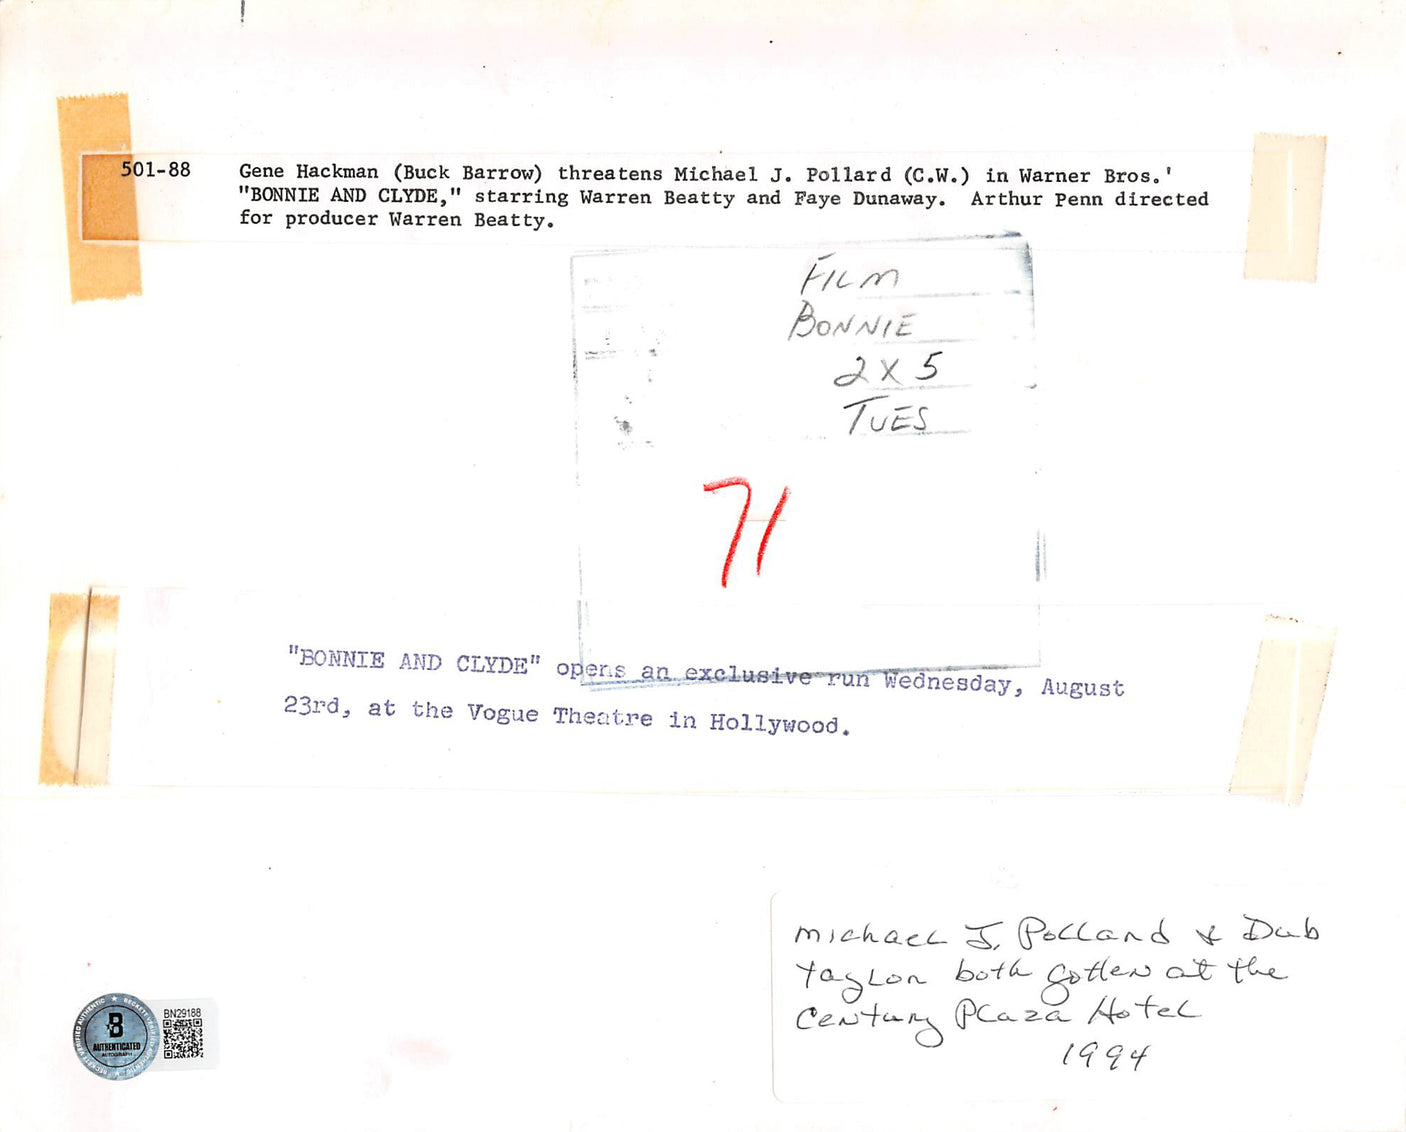 501-88 Gene Hackman (Buck Barrow) threatens Michael J. Pollard (C.W.) in Warner Bros.'
"BONNIE AND CLYDE," starring Warren Beatty and Faye Dunaway. Arthur Penn directed
for producer Warren Beatty.
FILM
BONNIE
2 X 5
TUES
71
"BONNIE AND CLYDE" opens an exclusive run Wednesday, August
23rd, at the Vogue Theatre in Hollywood.
Michael J. Pollard & Dub
Taylor both gotten at the
Century Plaza Hotel
1994
B
AUTHENTICATED
AUTOGRAPH
BN29188